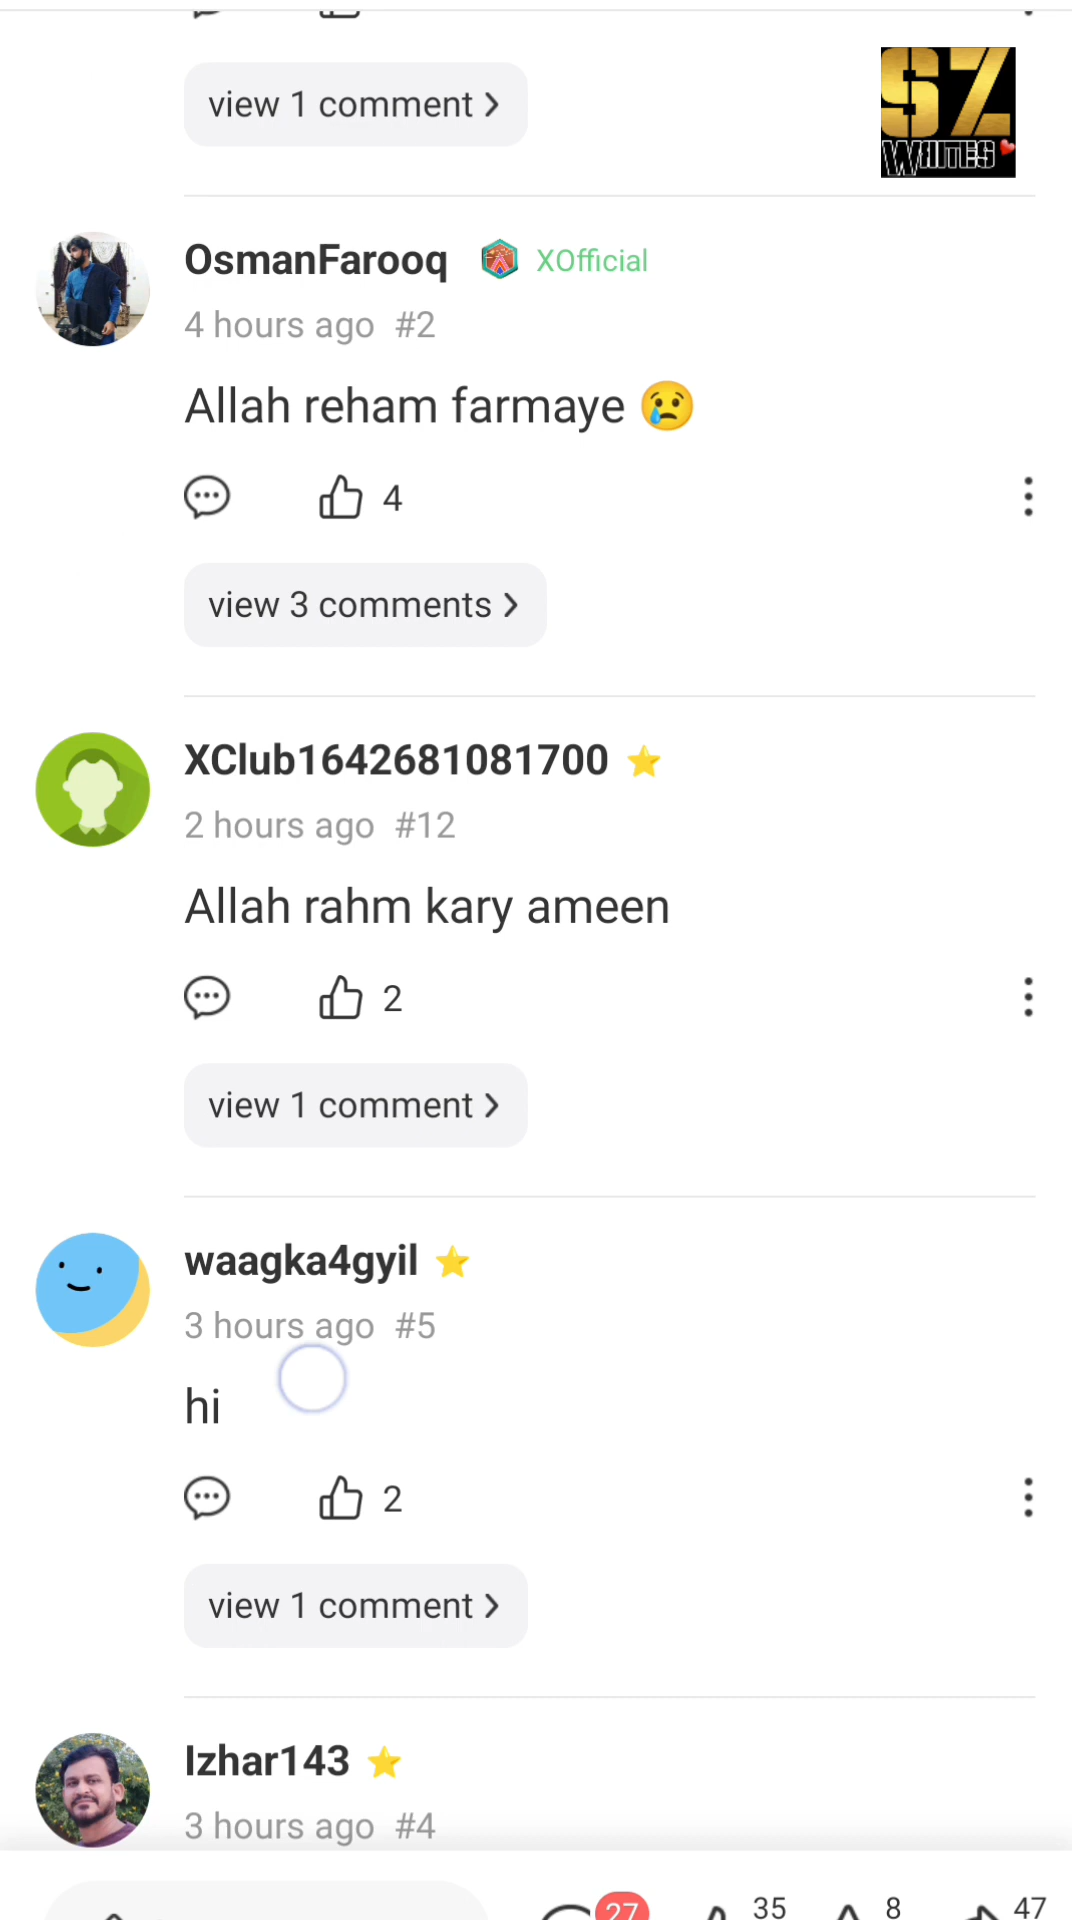 view 1 comment >
SZ
WRITES
OsmanFarooq XOfficial
4 hours ago #2
Allah reham farmaye 😢
4
view 3 comments >
XClub1642681081700 ⭐
2 hours ago #12
Allah rahm kary ameen
2
view 1 comment >
waagka4gyil ⭐
3 hours ago #5
hi
2
view 1 comment >
Izhar143 ⭐
3 hours ago #4
27 35 8 47